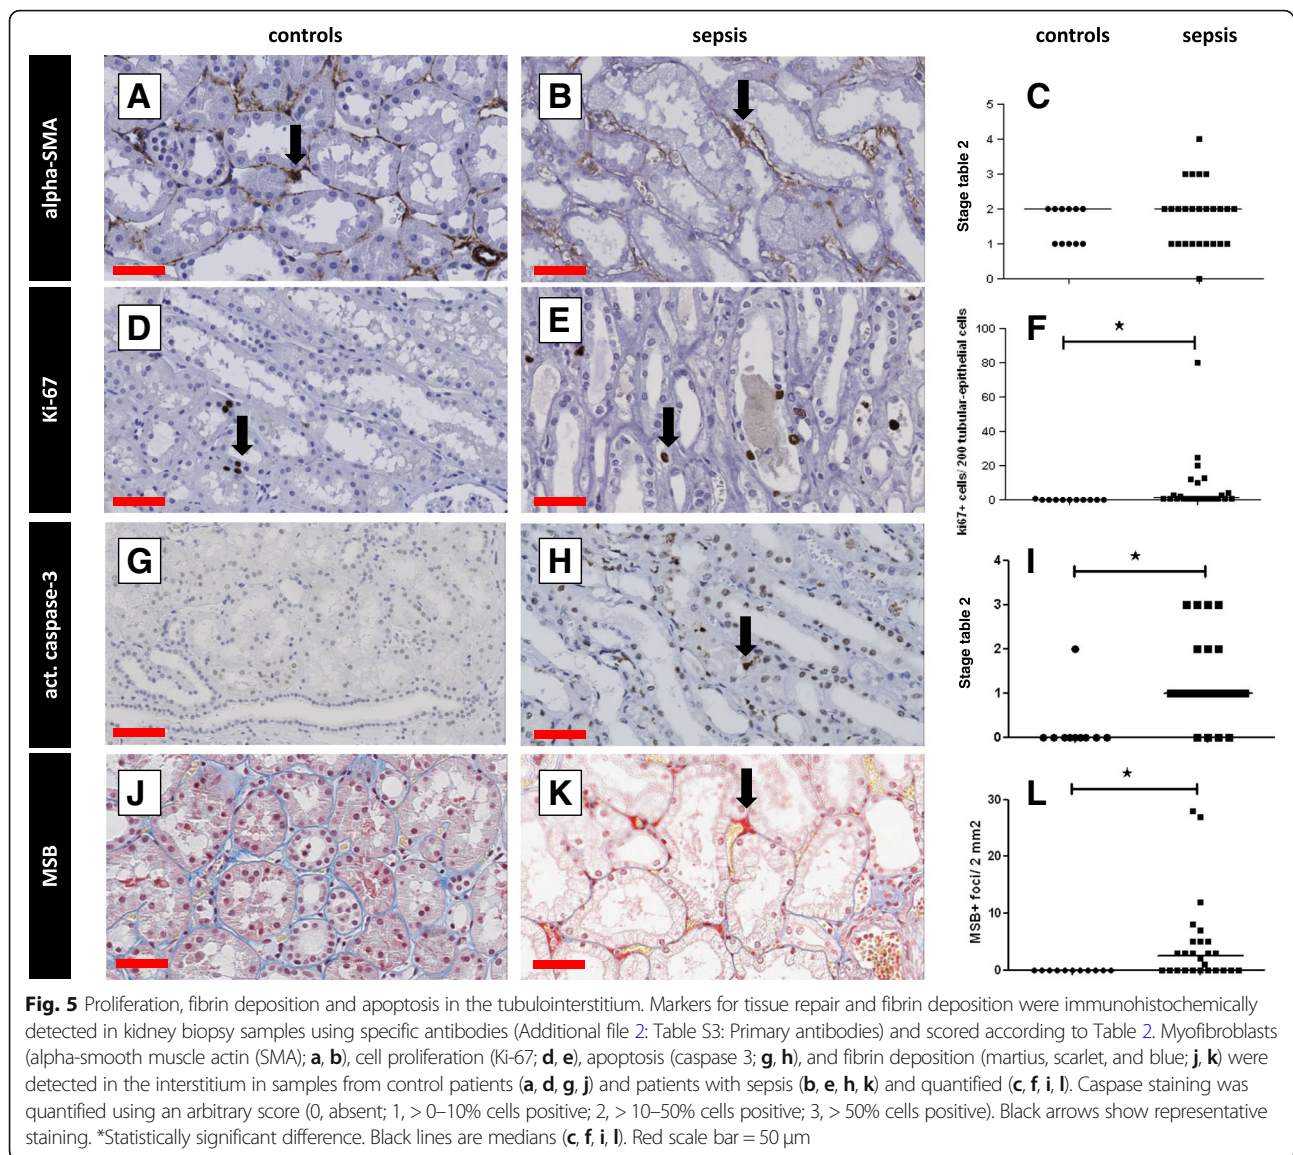 controls sepsis controls sepsis
alpha-SMA
A
B
C
Stage table 2
5
4
3
2
1
0
Ki-67
D
E
F
*
ki67+ cells/ 200 tubular-epithelial cells
100
80
60
40
20
0
act. caspase-3
G
H
I
*
Stage table 2
4
3
2
1
0
MSB
J
K
L
*
MSB+ foci/ 2 mm2
30
20
10
0
Fig. 5 Proliferation, fibrin deposition and apoptosis in the tubulointerstitium. Markers for tissue repair and fibrin deposition were immunohistochemically
detected in kidney biopsy samples using specific antibodies (Additional file 2: Table S3: Primary antibodies) and scored according to Table 2. Myofibroblasts
(alpha-smooth muscle actin (SMA); a, b), cell proliferation (Ki-67; d, e), apoptosis (caspase 3; g, h), and fibrin deposition (martius, scarlet, and blue; j, k) were
detected in the interstitium in samples from control patients (a, d, g, j) and patients with sepsis (b, e, h, k) and quantified (c, f, i, l). Caspase staining was
quantified using an arbitrary score (0, absent; 1, > 0–10% cells positive; 2, > 10–50% cells positive; 3, > 50% cells positive). Black arrows show representative
staining. *Statistically significant difference. Black lines are medians (c, f, i, l). Red scale bar = 50 μm